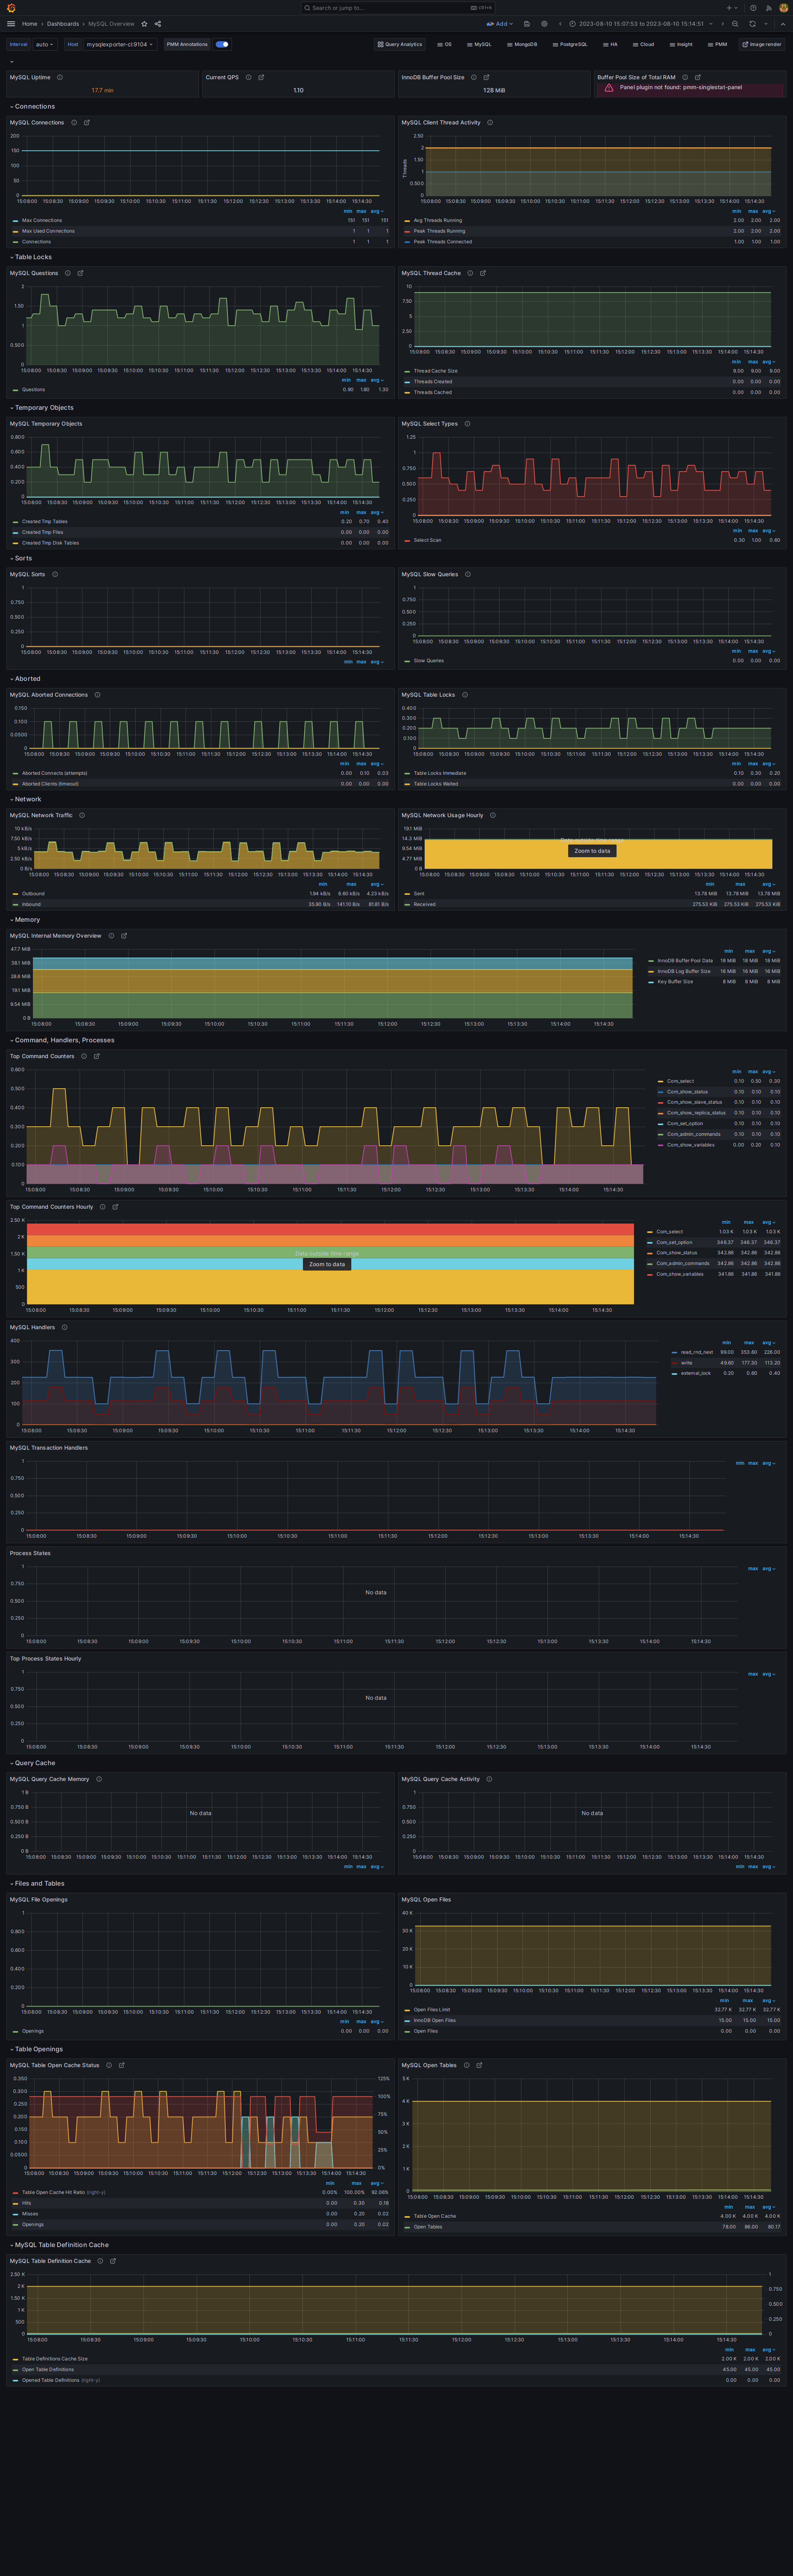 Search or jump to...
ctrl+k
Home › Dashboards › MySQL Overview
Add
2023-08-10 15:07:53 to 2023-08-10 15:14:51
Interval auto Host mysqlexporter-cl:9104 PMM Annotations
Query Analytics OS MySQL MongoDB PostgreSQL HA Cloud Insight PMM Image render
MySQL Uptime
17.7 min
Current QPS
1.10
InnoDB Buffer Pool Size
128 MiB
Buffer Pool Size of Total RAM
Panel plugin not found: pmm-singlestat-panel
Connections
MySQL Connections
min max avg
Max Connections 151 151 151
Max Used Connections 1 1 1
Connections 1 1 1
MySQL Client Thread Activity
Threads
min max avg
Avg Threads Running 2.00 2.00 2.00
Peak Threads Running 2.00 2.00 2.00
Peak Threads Connected 1.00 1.00 1.00
Table Locks
MySQL Questions
min max avg
Questions 0.90 1.80 1.30
MySQL Thread Cache
min max avg
Thread Cache Size 9.00 9.00 9.00
Threads Created 0.00 0.00 0.00
Threads Cached 0.00 0.00 0.00
Temporary Objects
MySQL Temporary Objects
min max avg
Created Tmp Tables 0.20 0.70 0.40
Created Tmp Files 0.00 0.00 0.00
Created Tmp Disk Tables 0.00 0.00 0.00
MySQL Select Types
min max avg
Select Scan 0.30 1.00 0.60
Sorts
MySQL Sorts
min max avg
MySQL Slow Queries
min max avg
Slow Queries 0.00 0.00 0.00
Aborted
MySQL Aborted Connections
min max avg
Aborted Connects (attempts) 0.00 0.10 0.03
Aborted Clients (timeout) 0.00 0.00 0.00
MySQL Table Locks
min max avg
Table Locks Immediate 0.10 0.30 0.20
Table Locks Waited 0.00 0.00 0.00
Network
MySQL Network Traffic
min max avg
Outbound 1.94 kB/s 6.60 kB/s 4.23 kB/s
Inbound 35.90 B/s 141.10 B/s 81.81 B/s
MySQL Network Usage Hourly
Data outside time range
Zoom to data
min max avg
Sent 13.78 MiB 13.78 MiB 13.78 MiB
Received 275.53 KiB 275.53 KiB 275.53 KiB
Memory
MySQL Internal Memory Overview
min max avg
InnoDB Buffer Pool Data 18 MiB 18 MiB 18 MiB
InnoDB Log Buffer Size 16 MiB 16 MiB 16 MiB
Key Buffer Size 8 MiB 8 MiB 8 MiB
Command, Handlers, Processes
Top Command Counters
min max avg
Com_select 0.10 0.50 0.30
Com_show_status 0.10 0.10 0.10
Com_show_slave_status 0.10 0.10 0.10
Com_show_replica_status 0.10 0.10 0.10
Com_set_option 0.10 0.10 0.10
Com_admin_commands 0.10 0.10 0.10
Com_show_variables 0.00 0.20 0.10
Top Command Counters Hourly
Data outside time range
Zoom to data
min max avg
Com_select 1.03 K 1.03 K 1.03 K
Com_set_option 346.37 346.37 346.37
Com_show_status 342.86 342.86 342.86
Com_admin_commands 342.86 342.86 342.86
Com_show_variables 341.86 341.86 341.86
MySQL Handlers
min max avg
read_rnd_next 99.00 353.60 226.00
write 49.60 177.30 113.20
external_lock 0.20 0.60 0.40
MySQL Transaction Handlers
min max avg
Process States
No data
max avg
Top Process States Hourly
No data
max avg
Query Cache
MySQL Query Cache Memory
No data
min max avg
MySQL Query Cache Activity
No data
min max avg
Files and Tables
MySQL File Openings
min max avg
Openings 0.00 0.00 0.00
MySQL Open Files
min max avg
Open Files Limit 32.77 K 32.77 K 32.77 K
InnoDB Open Files 15.00 15.00 15.00
Open Files 0.00 0.00 0.00
Table Openings
MySQL Table Open Cache Status
min max avg
Table Open Cache Hit Ratio (right-y) 0.00% 100.00% 92.06%
Hits 0.00 0.30 0.18
Misses 0.00 0.20 0.02
Openings 0.00 0.20 0.02
MySQL Open Tables
min max avg
Table Open Cache 4.00 K 4.00 K 4.00 K
Open Tables 78.00 86.00 80.17
MySQL Table Definition Cache
MySQL Table Definition Cache
min max avg
Table Definitions Cache Size 2.00 K 2.00 K 2.00 K
Open Table Definitions 45.00 45.00 45.00
Opened Table Definitions (right-y) 0.00 0.00 0.00